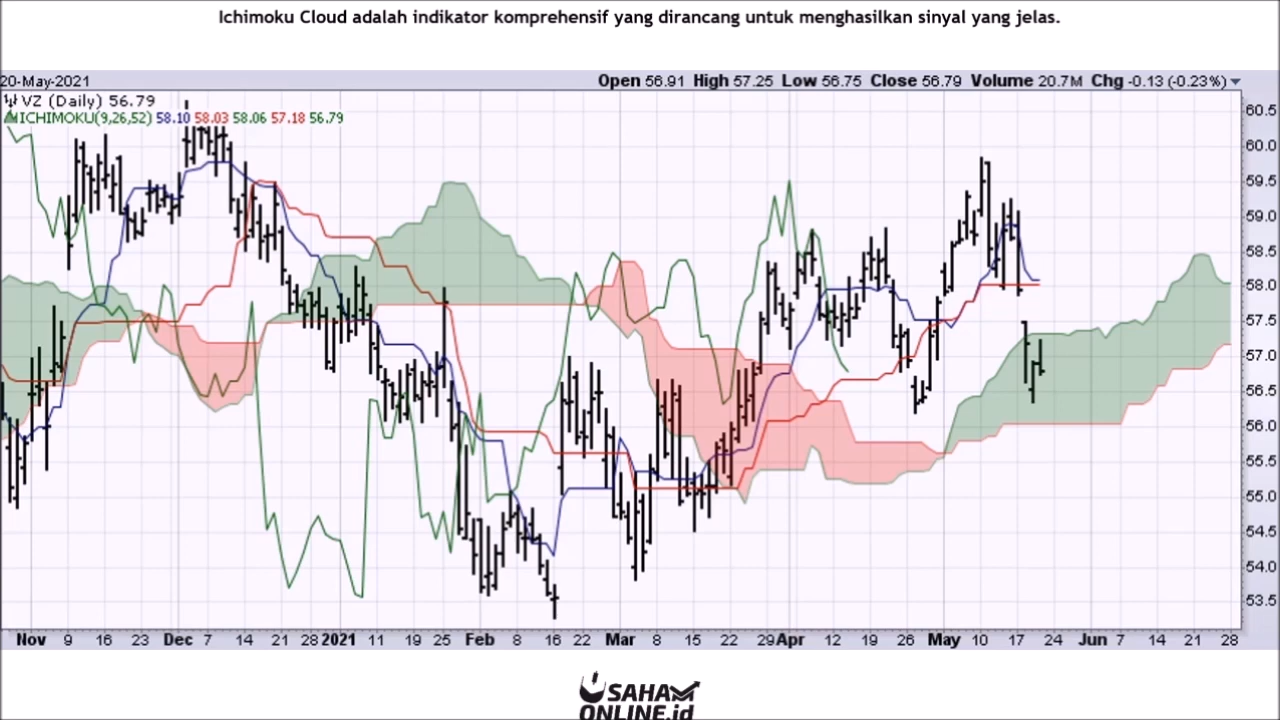 Ichimoku Cloud adalah indikator komprehensif yang dirancang untuk menghasilkan sinyal yang jelas.
20-May-2021 Open 56.91 High 57.25 Low 56.75 Close 56.79 Volume 20.7M Chg -0.13 (-0.23%)
VZ (Daily) 56.79
ICHIMOKU(9,26,52) 58.10 58.03 58.06 57.18 56.79
60.5
60.0
59.5
59.0
58.5
58.0
57.5
57.0
56.5
56.0
55.5
55.0
54.5
54.0
53.5
Nov 9 16 23 Dec 7 14 21 28 2021 11 19 25 Feb 8 16 22 Mar 8 15 22 29 Apr 12 19 26 May 10 17 24 Jun 7 14 21 28
SAHAM
ONLINE.id